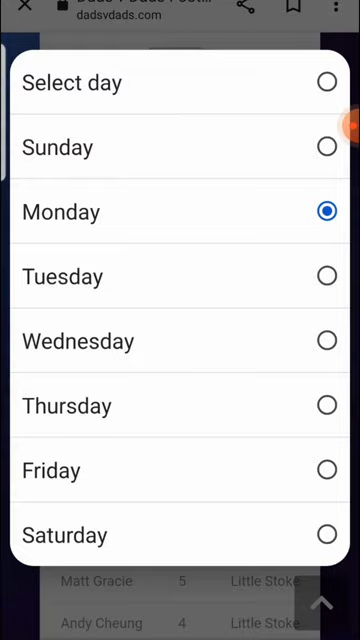 dadsvdads.com
Select day
Sunday
Monday
Tuesday
Wednesday
Thursday
Friday
Saturday
Matt Gracie 5 Little Stoke
Andy Cheung 4 Little Stoke